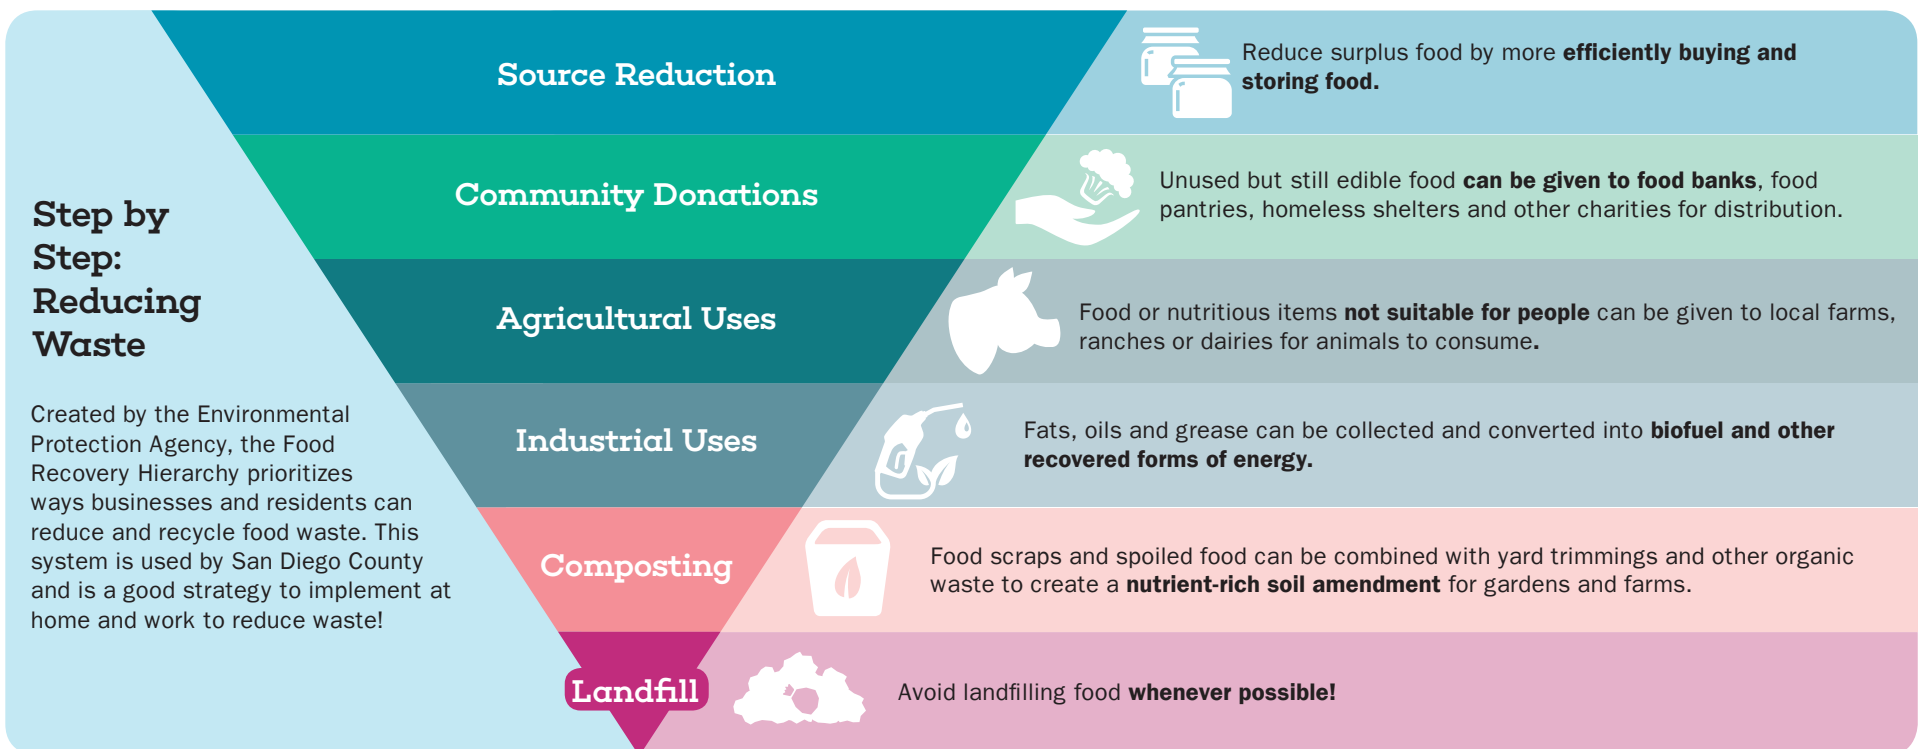 Step by
Step:
Reducing
Waste
Created by the Environmental
Protection Agency, the Food
Recovery Hierarchy prioritizes
ways businesses and residents can
reduce and recycle food waste. This
system is used by San Diego County
and is a good strategy to implement at
home and work to reduce waste!
Source Reduction
Reduce surplus food by more efficiently buying and
storing food.
Community Donations
Unused but still edible food can be given to food banks, food
pantries, homeless shelters and other charities for distribution.
Agricultural Uses
Food or nutritious items not suitable for people can be given to local farms,
ranches or dairies for animals to consume.
Industrial Uses
Fats, oils and grease can be collected and converted into biofuel and other
recovered forms of energy.
Composting
Food scraps and spoiled food can be combined with yard trimmings and other organic
waste to create a nutrient-rich soil amendment for gardens and farms.
Landfill
Avoid landfilling food whenever possible!